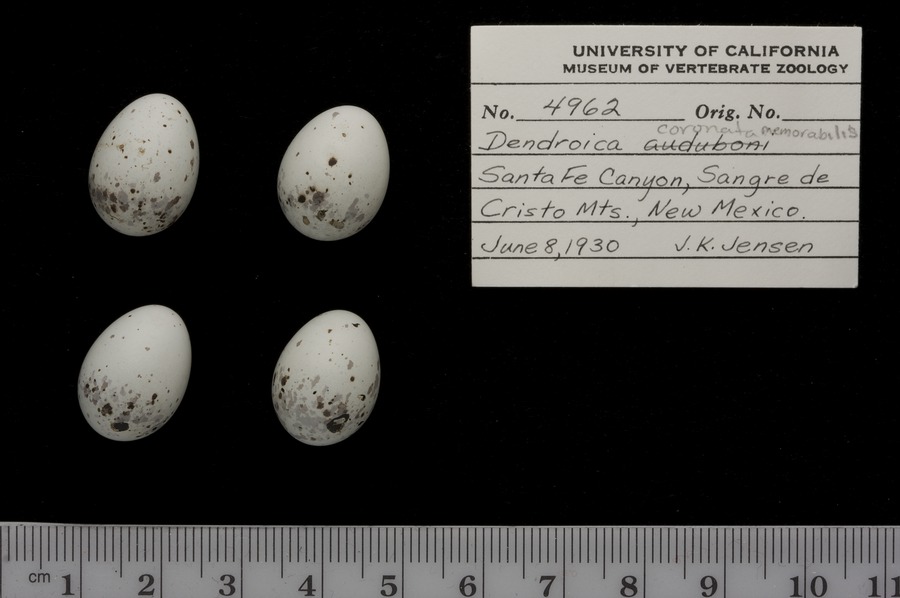 UNIVERSITY OF CALIFORNIA
MUSEUM OF VERTEBRATE ZOOLOGY
No. 4962 Orig. No.
coronata memorabilis
Dendroica auduboni
Santa Fe Canyon, Sangre de
Cristo Mts., New Mexico.
June 8, 1930 J. K. Jensen
cm 1 2 3 4 5 6 7 8 9 10 11